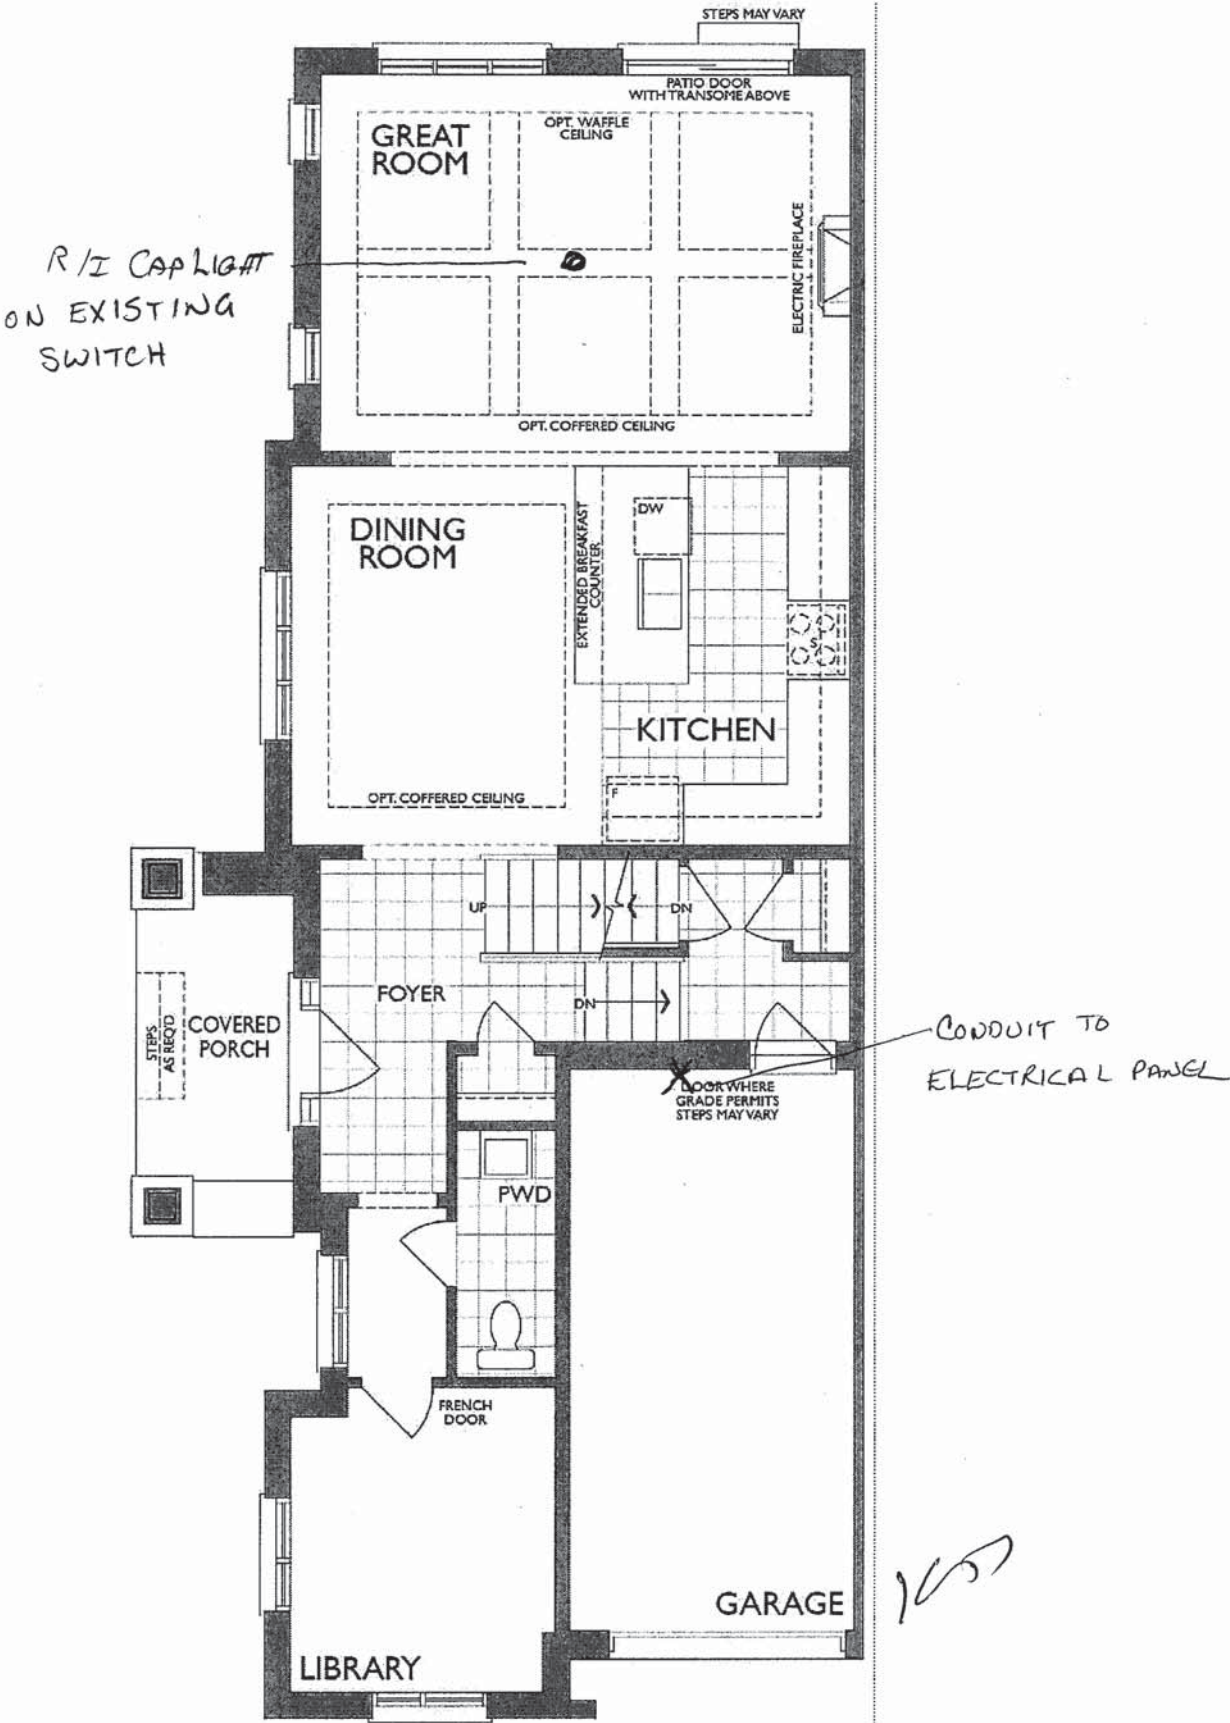 STEPS MAY VARY
PATIO DOOR
WITH TRANSOME ABOVE
GREAT
ROOM
OPT. WAFFLE
CEILING
ELECTRIC FIREPLACE
R/I CAP LIGHT
ON EXISTING
SWITCH
OPT. COFFERED CEILING
DINING
ROOM
EXTENDED BREAKFAST
COUNTER
DW
S
KITCHEN
F
OPT. COFFERED CEILING
UP
DN
FOYER
DN
STEPS
AS REQ'D
COVERED
PORCH
CONDUIT TO
ELECTRICAL PANEL
X
DOOR WHERE
GRADE PERMITS
STEPS MAY VARY
PWD
FRENCH
DOOR
GARAGE
LIBRARY